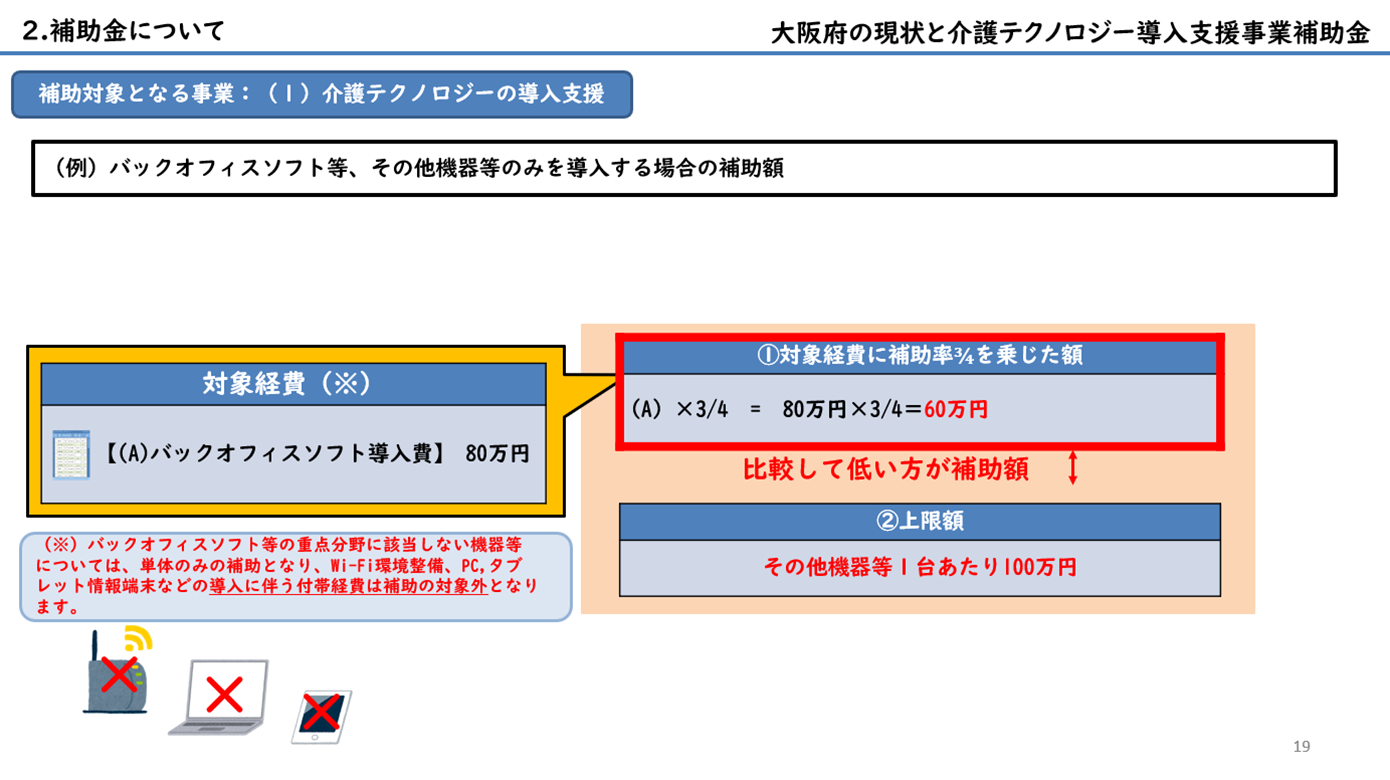 ２.補助金について
大阪府の現状と介護テクノロジー導入支援事業補助金
補助対象となる事業：（１）介護テクノロジーの導入支援
（例）バックオフィスソフト等、その他機器等のみを導入する場合の補助額
対象経費（※）
【(A)バックオフィスソフト導入費】 80万円
①対象経費に補助率¾を乗じた額
(A) ×3/4 = 80万円×3/4＝60万円
比較して低い方が補助額
②上限額
その他機器等１台あたり100万円
（※）バックオフィスソフト等の重点分野に該当しない機器等
については、単体のみの補助となり、Wi-Fi環境整備、PC,タブ
レット情報端末などの導入に伴う付帯経費は補助の対象外となり
ます。
19